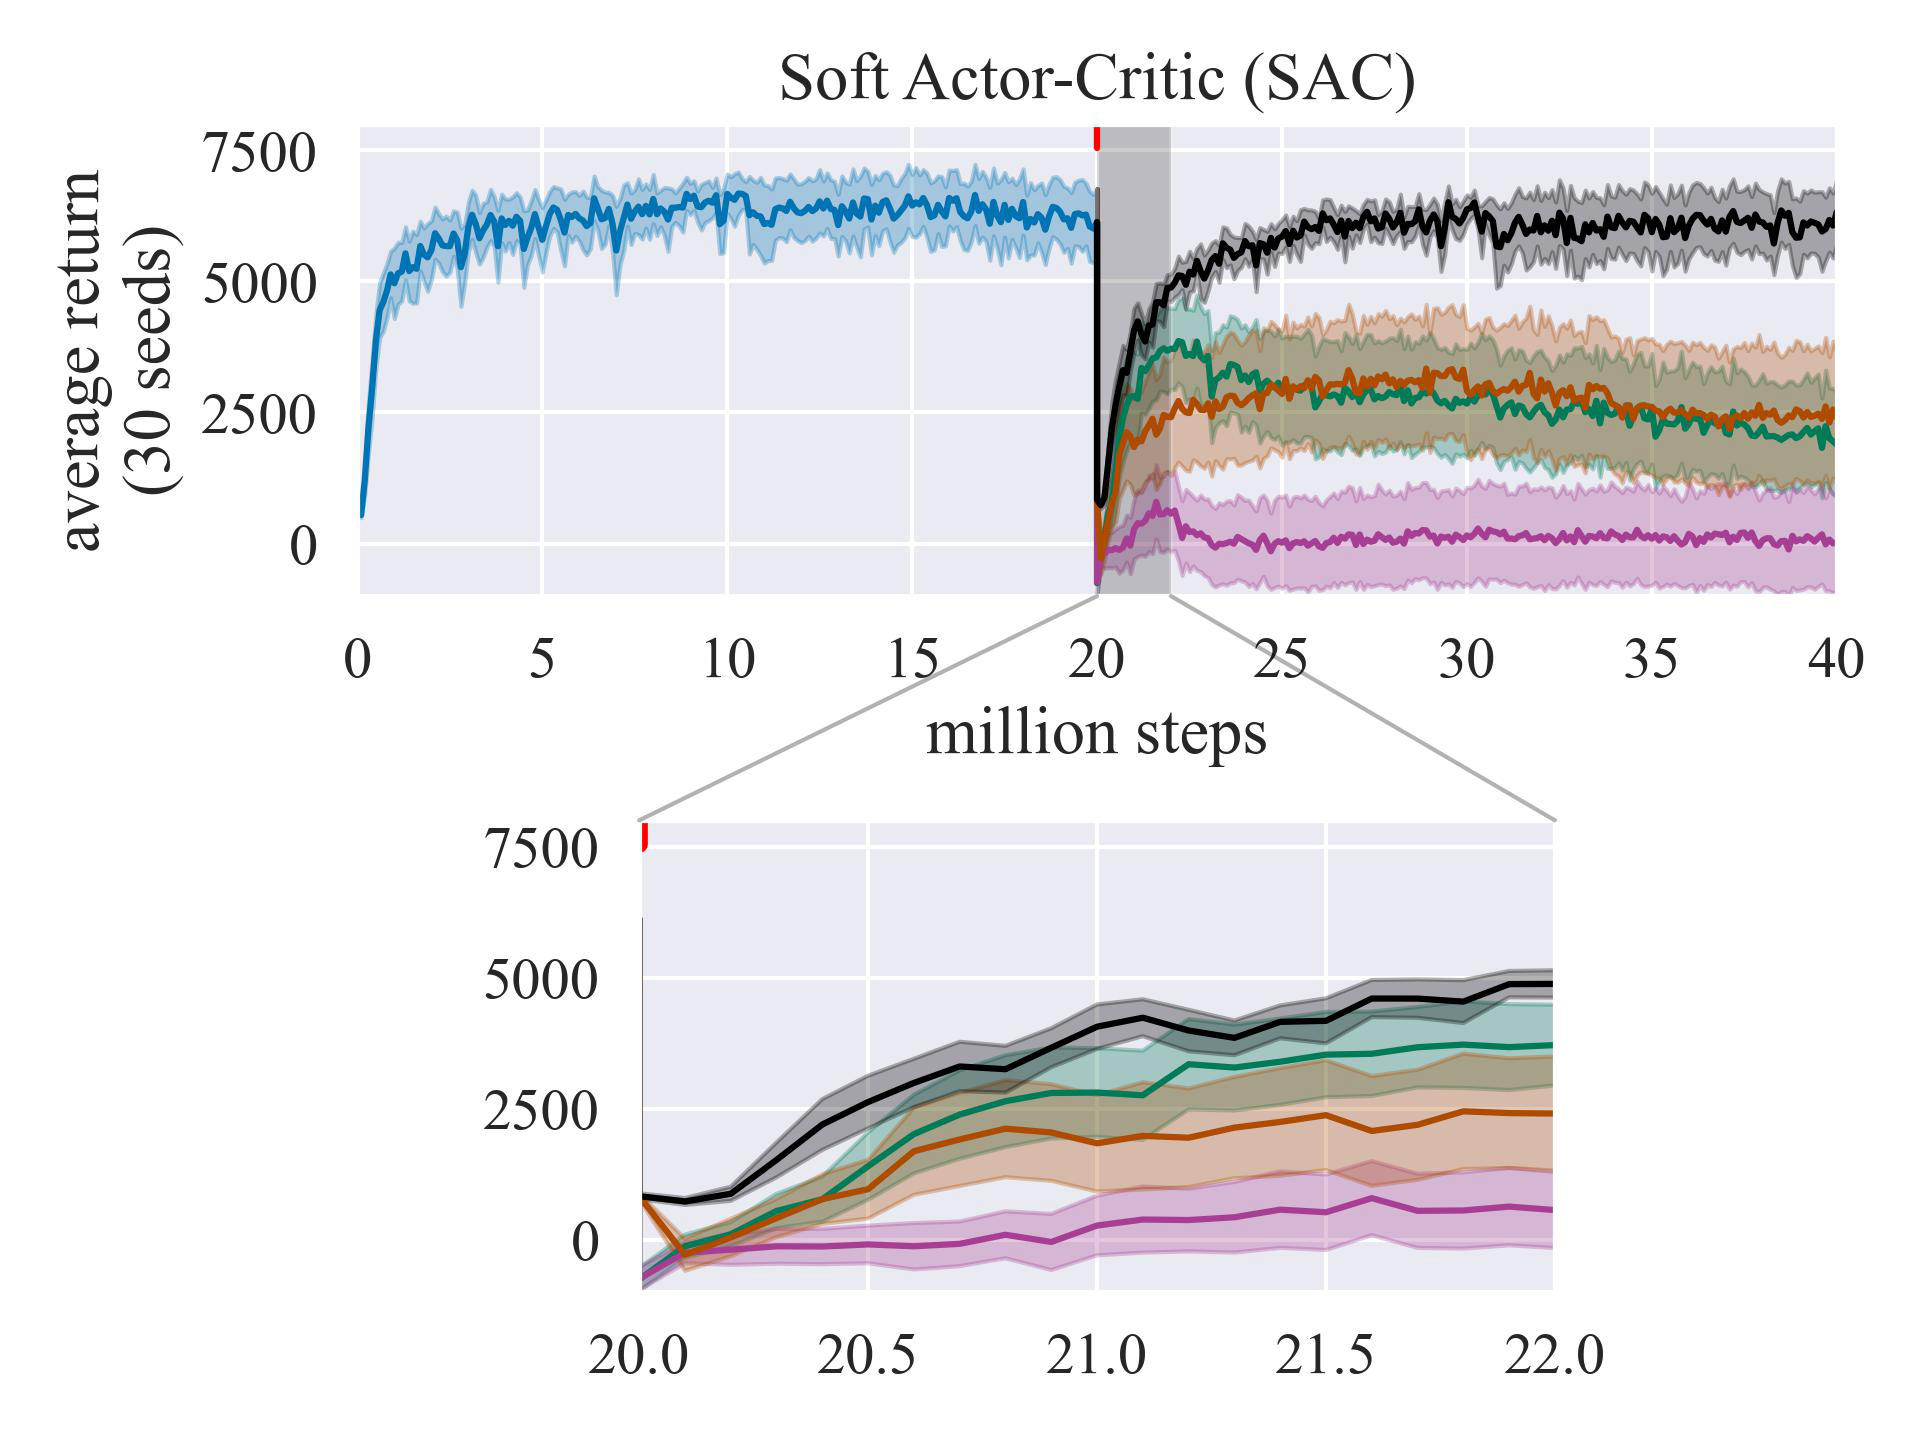 Soft Actor-Critic (SAC)
average return
(30 seeds)
7500
5000
2500
0
0 5 10 15 20 25 30 35 40
million steps
7500
5000
2500
0
20.0 20.5 21.0 21.5 22.0